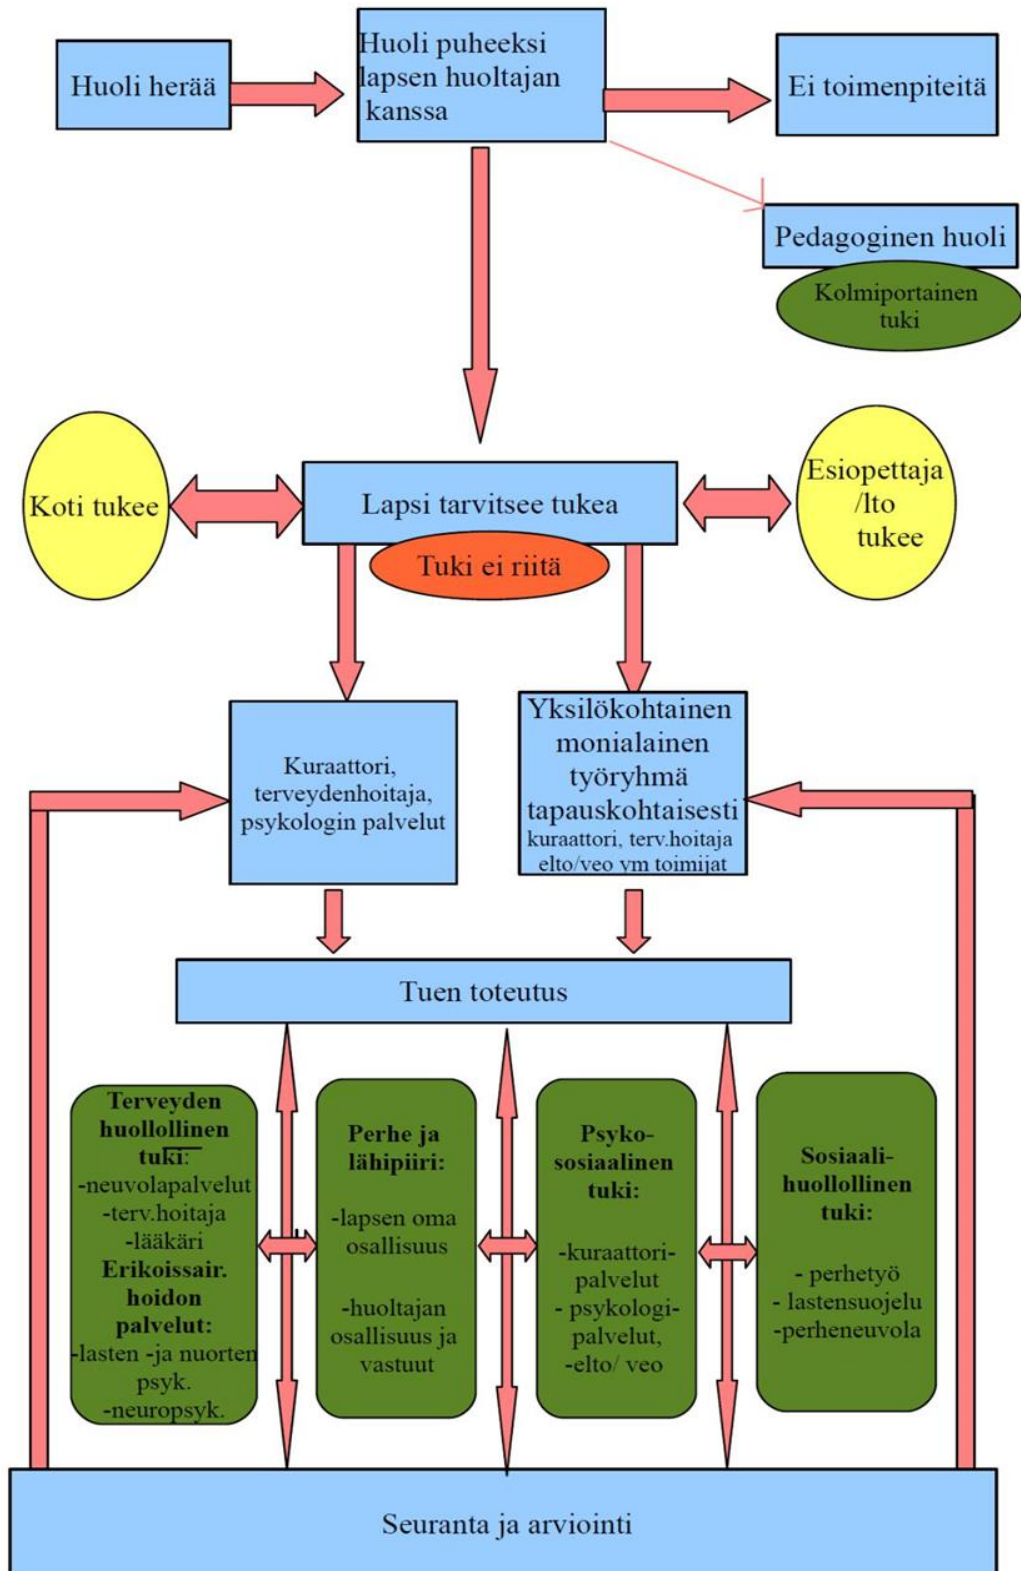 Huoli herää
Huoli puheeksi
lapsen huoltajan
kanssa
Ei toimenpiteitä
Pedagoginen huoli
Kolmiportainen
tuki
Koti tukee
Lapsi tarvitsee tukea
Esiopettaja
/lto
tukee
Tuki ei riitä
Kuraattori,
terveydenhoitaja,
psykologin palvelut
Yksilökohtainen
monialainen
työryhmä
tapauskohtaisesti
kuraattori, terv.hoitaja
elto/veo ym toimijat
Tuen toteutus
Terveyden
huollollinen
tuki:
-neuvolapalvelut
-terv.hoitaja
-lääkäri
Erikoissair.
hoidon
palvelut:
-lasten -ja nuorten
psyk.
-neuropsyk.
Perhe ja
lähipiiri:
-lapsen oma
osallisuus
-huoltajan
osallisuus ja
vastuut
Psyko-
sosiaalinen
tuki:
-kuraattori-
palvelut
- psykologi-
palvelut,
-elto/ veo
Sosiaali-
huollollinen
tuki:
- perhetyö
- lastensuojelu
-perheneuvola
Seuranta ja arviointi